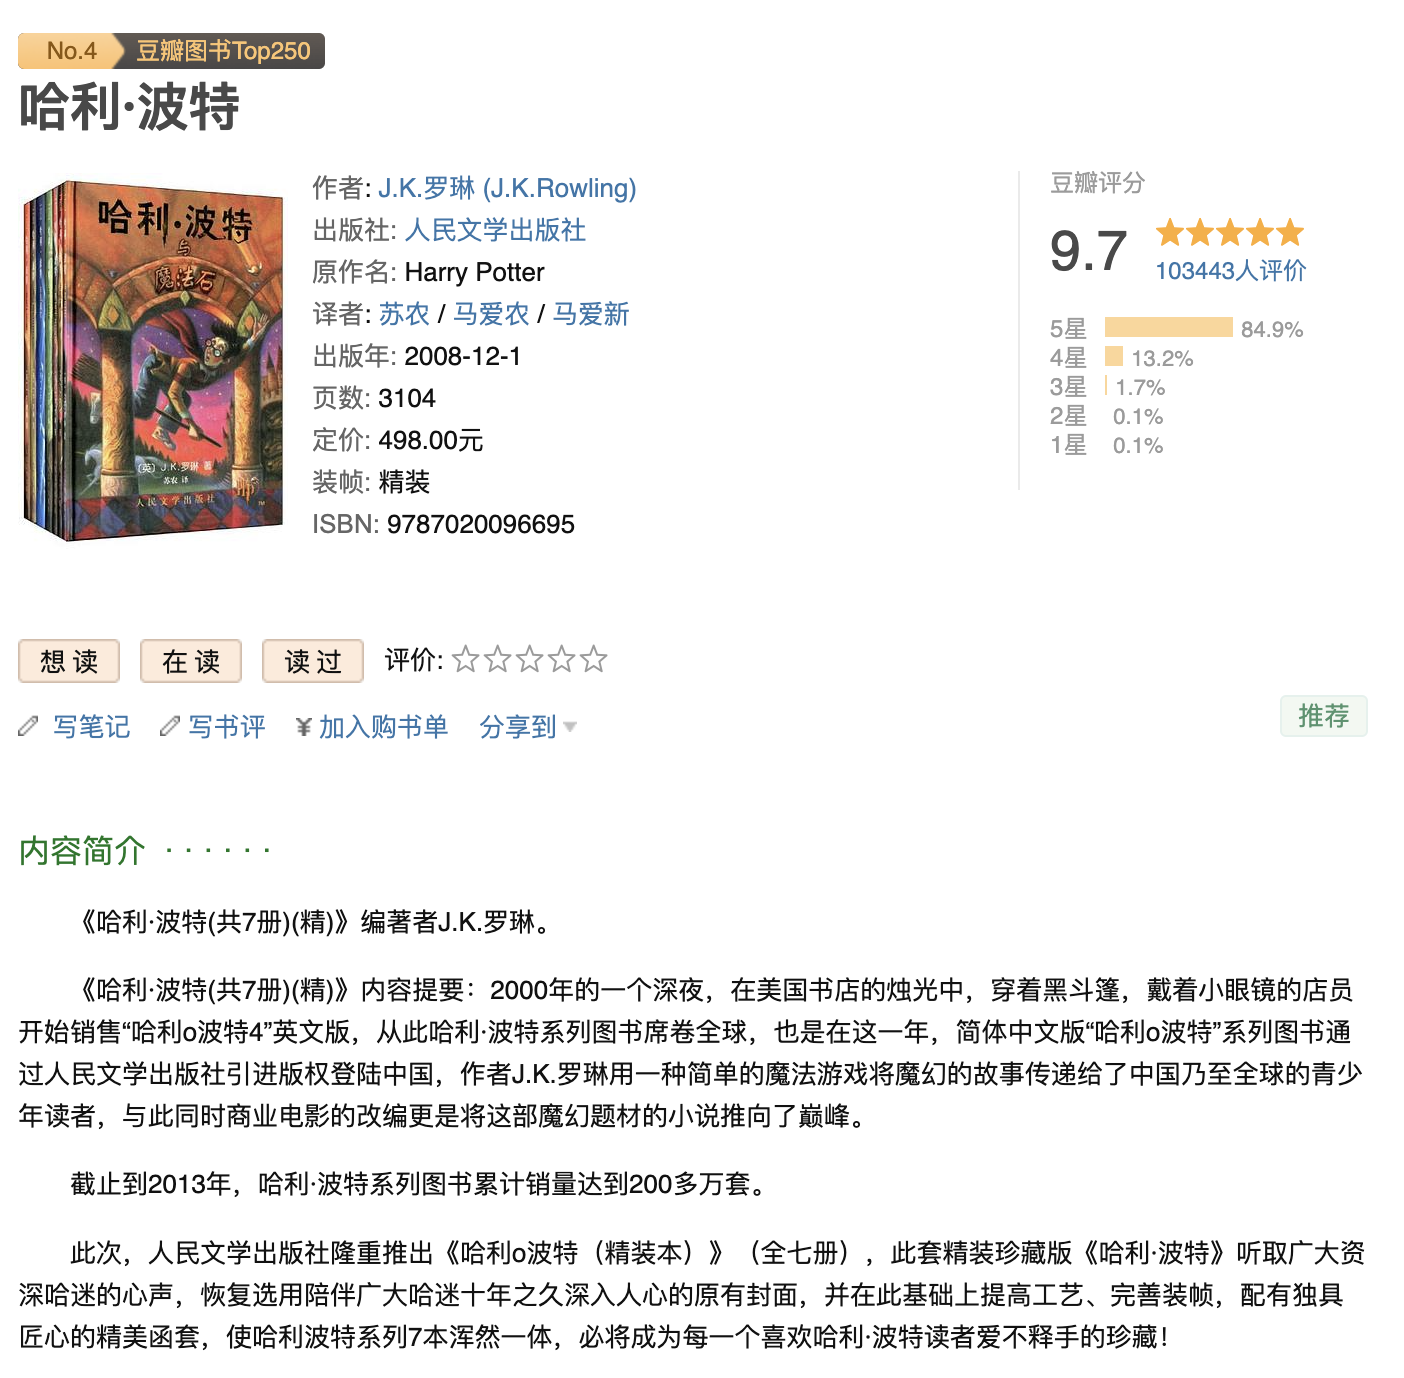 No.4 豆瓣图书Top250
哈利·波特
哈利·波特
与
魔法石
[英] J.K.罗琳 著
苏农 译
人民文学出版社
作者: J.K.罗琳 (J.K.Rowling)
出版社: 人民文学出版社
原作名: Harry Potter
译者: 苏农 / 马爱农 / 马爱新
出版年: 2008-12-1
页数: 3104
定价: 498.00元
装帧: 精装
ISBN: 9787020096695
豆瓣评分
9.7
103443人评价
5星 84.9%
4星 13.2%
3星 1.7%
2星 0.1%
1星 0.1%
想读 在读 读过 评价:
写笔记 写书评 ¥加入购书单 分享到
推荐
内容简介 · · · · · ·
《哈利·波特(共7册)(精)》编著者J.K.罗琳。
《哈利·波特(共7册)(精)》内容提要：2000年的一个深夜，在美国书店的烛光中，穿着黑斗篷，戴着小眼镜的店员
开始销售“哈利o波特4”英文版，从此哈利·波特系列图书席卷全球，也是在这一年，简体中文版“哈利o波特”系列图书通
过人民文学出版社引进版权登陆中国，作者J.K.罗琳用一种简单的魔法游戏将魔幻的故事传递给了中国乃至全球的青少
年读者，与此同时商业电影的改编更是将这部魔幻题材的小说推向了巅峰。
截止到2013年，哈利·波特系列图书累计销量达到200多万套。
此次，人民文学出版社隆重推出《哈利o波特（精装本）》（全七册），此套精装珍藏版《哈利·波特》听取广大资
深哈迷的心声，恢复选用陪伴广大哈迷十年之久深入人心的原有封面，并在此基础上提高工艺、完善装帧，配有独具
匠心的精美函套，使哈利波特系列7本浑然一体，必将成为每一个喜欢哈利·波特读者爱不释手的珍藏！